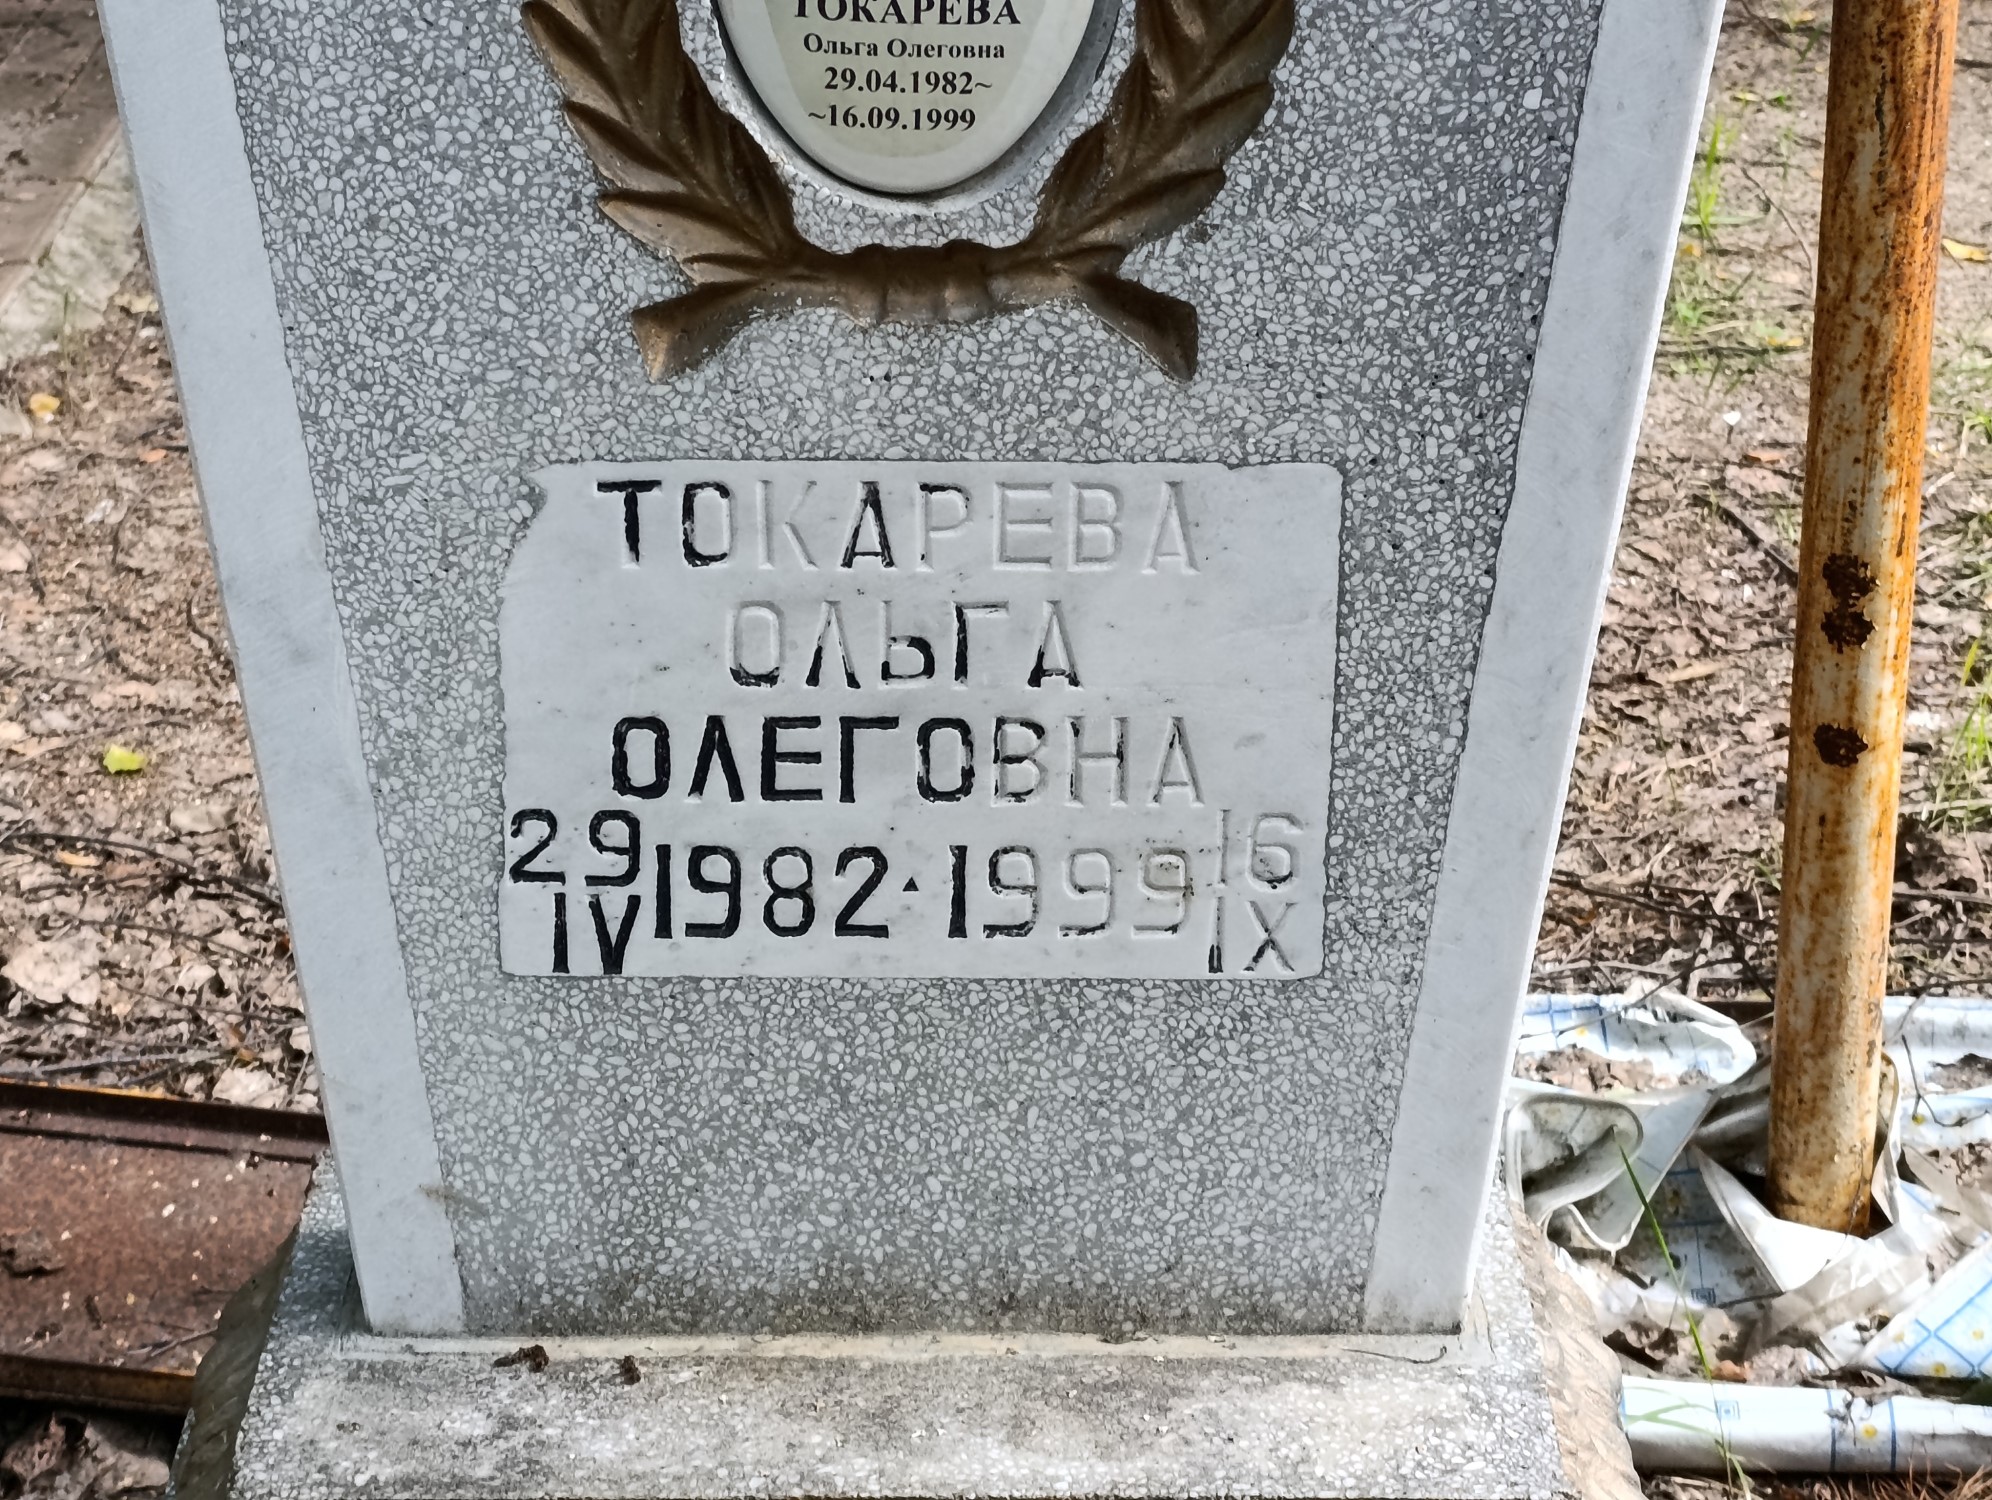 ТОКАРЕВА
Ольга Олеговна
29.04.1982~
~16.09.1999
ТОКАРЕВА
ОЛЬГА
ОЛЕГОВНА
29 IV 1982 · 1999 16 IX